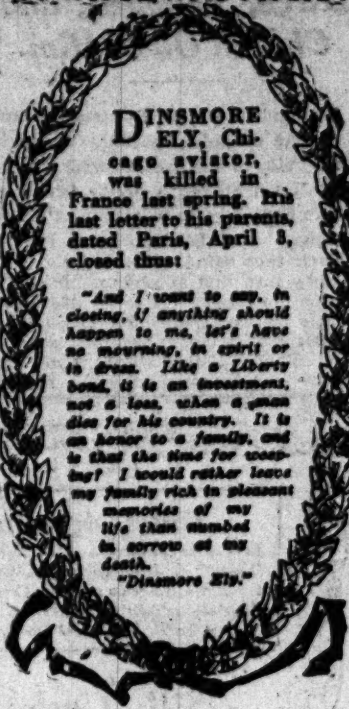 DINSMORE
ELY, Chi-
cago aviator,
was killed in
France last spring. His
last letter to his parents,
dated Paris, April 3,
closed thus:
"And I want to say, in
closing, if anything should
happen to me, let's have
no mourning, in spirit or
in dress. Like a Liberty
bond, it is an investment,
not a loss, when a man
dies for his country. It is
an honor to a family, and
is that the time for weep-
ing? I would rather leave
my family rich in pleasant
memories of my
life than numbed
in sorrow at my
death.
"Dinsmore Ely."